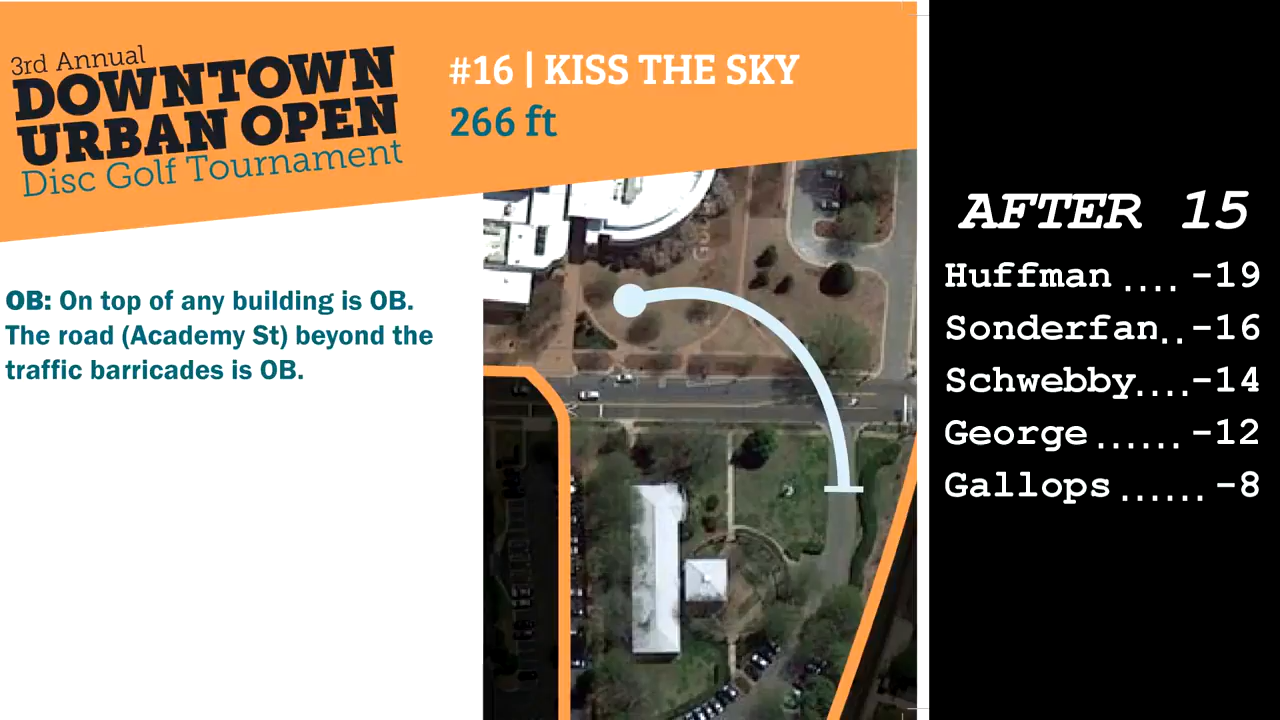 3rd Annual
DOWNTOWN
URBAN OPEN
Disc Golf Tournament
#16 | KISS THE SKY
266 ft
OB: On top of any building is OB.
The road (Academy St) beyond the
traffic barricades is OB.
AFTER 15
Huffman .... -19
Sonderfan.. -16
Schwebby.... -14
George ...... -12
Gallops ...... -8